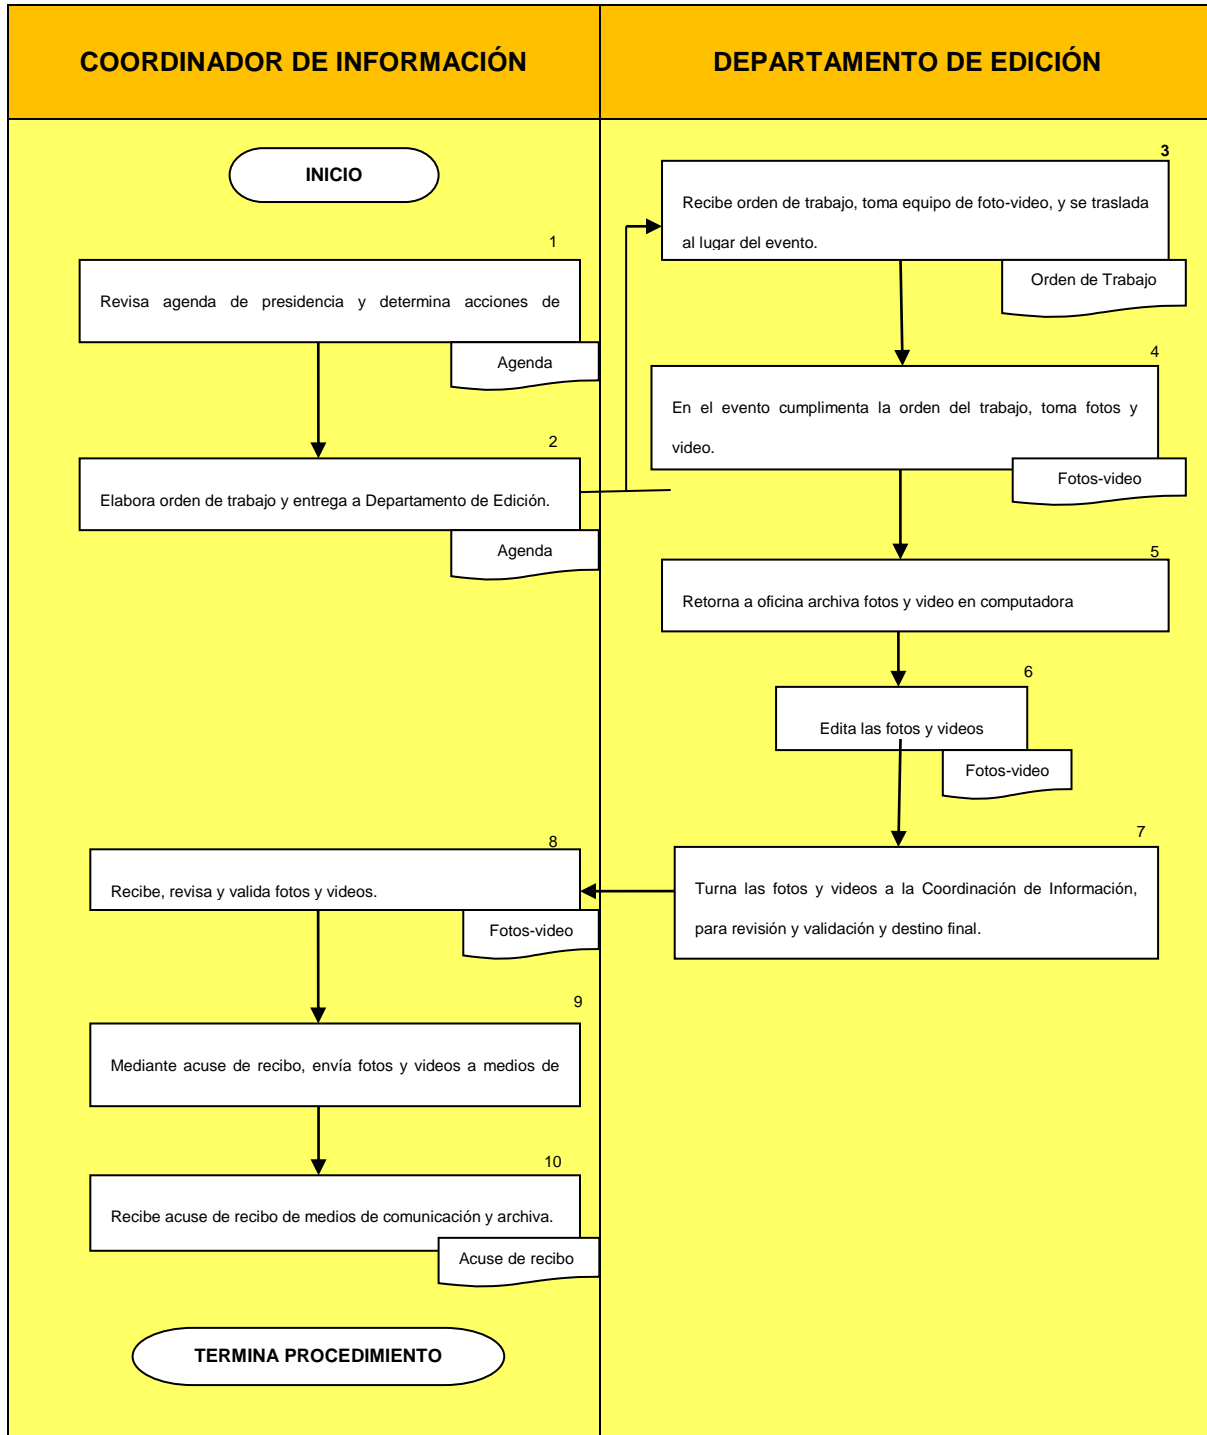 COORDINADOR DE INFORMACIÓN
DEPARTAMENTO DE EDICIÓN
INICIO
1
Revisa agenda de presidencia y determina acciones de
Agenda
2
Elabora orden de trabajo y entrega a Departamento de Edición.
Agenda
3
Recibe orden de trabajo, toma equipo de foto-video, y se traslada
al lugar del evento.
Orden de Trabajo
4
En el evento cumplimenta la orden del trabajo, toma fotos y
video.
Fotos-video
5
Retorna a oficina archiva fotos y video en computadora
6
Edita las fotos y videos
Fotos-video
7
Turna las fotos y videos a la Coordinación de Información,
para revisión y validación y destino final.
8
Recibe, revisa y valida fotos y videos.
Fotos-video
9
Mediante acuse de recibo, envía fotos y videos a medios de
10
Recibe acuse de recibo de medios de comunicación y archiva.
Acuse de recibo
TERMINA PROCEDIMIENTO